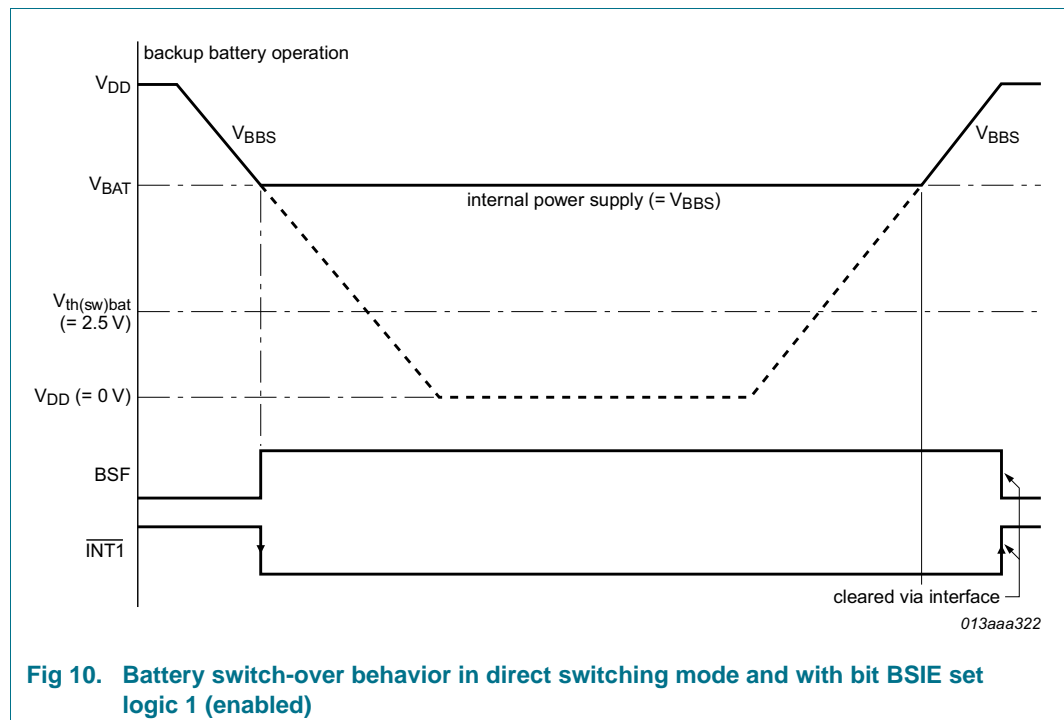 backup battery operation
VDD
VBBS
VBBS
VBAT
internal power supply (= VBBS)
Vth(sw)bat
(= 2.5 V)
VDD (= 0 V)
BSF
INT1
cleared via interface
013aaa322
Fig 10. Battery switch-over behavior in direct switching mode and with bit BSIE set
logic 1 (enabled)